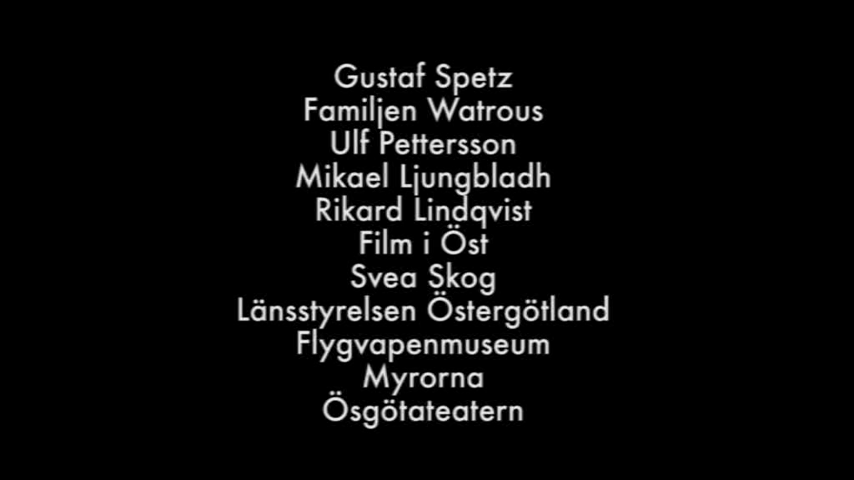 Gustaf Spetz
Familjen Watrous
Ulf Pettersson
Mikael Ljungbladh
Rikard Lindqvist
Film i Öst
Svea Skog
Länsstyrelsen Östergötland
Flygvapenmuseum
Myrorna
Ösgötateatern